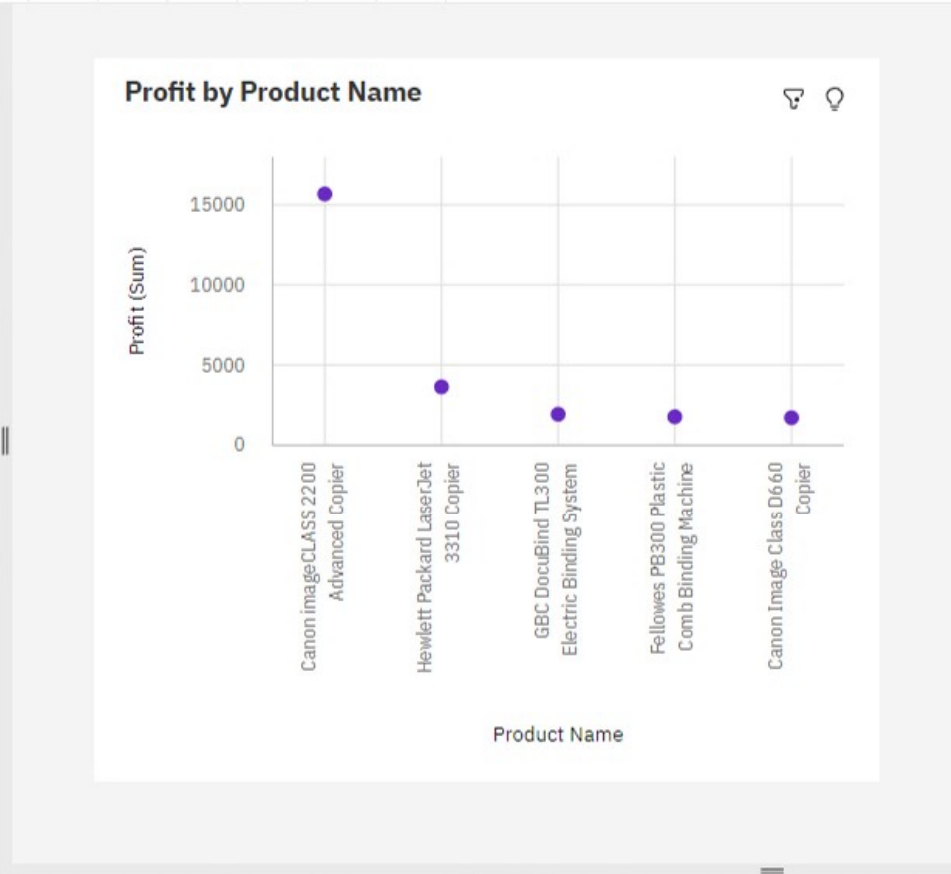 Profit by Product Name
Profit (Sum)
15000
10000
5000
0
Canon imageCLASS 2200
Advanced Copier
Hewlett Packard LaserJet
3310 Copier
GBC DocuBind TL300
Electric Binding System
Fellowes PB300 Plastic
Comb Binding Machine
Canon Image Class D660
Copier
Product Name